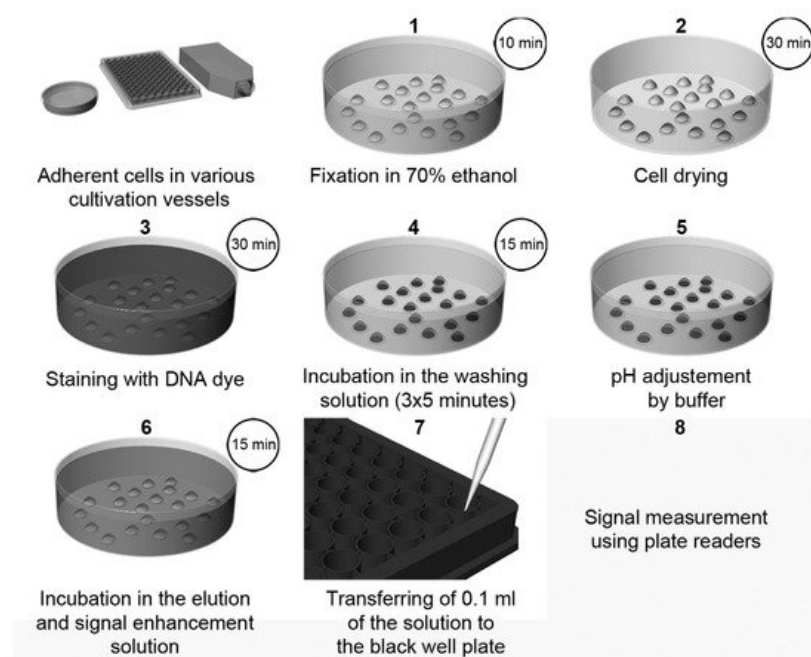 Adherent cells in various
cultivation vessels
1
10 min
Fixation in 70% ethanol
2
30 min
Cell drying
3
30 min
Staining with DNA dye
4
15 min
Incubation in the washing
solution (3x5 minutes)
5
pH adjustement
by buffer
6
15 min
Incubation in the elution
and signal enhancement
solution
7
Transferring of 0.1 ml
of the solution to
the black well plate
8
Signal measurement
using plate readers